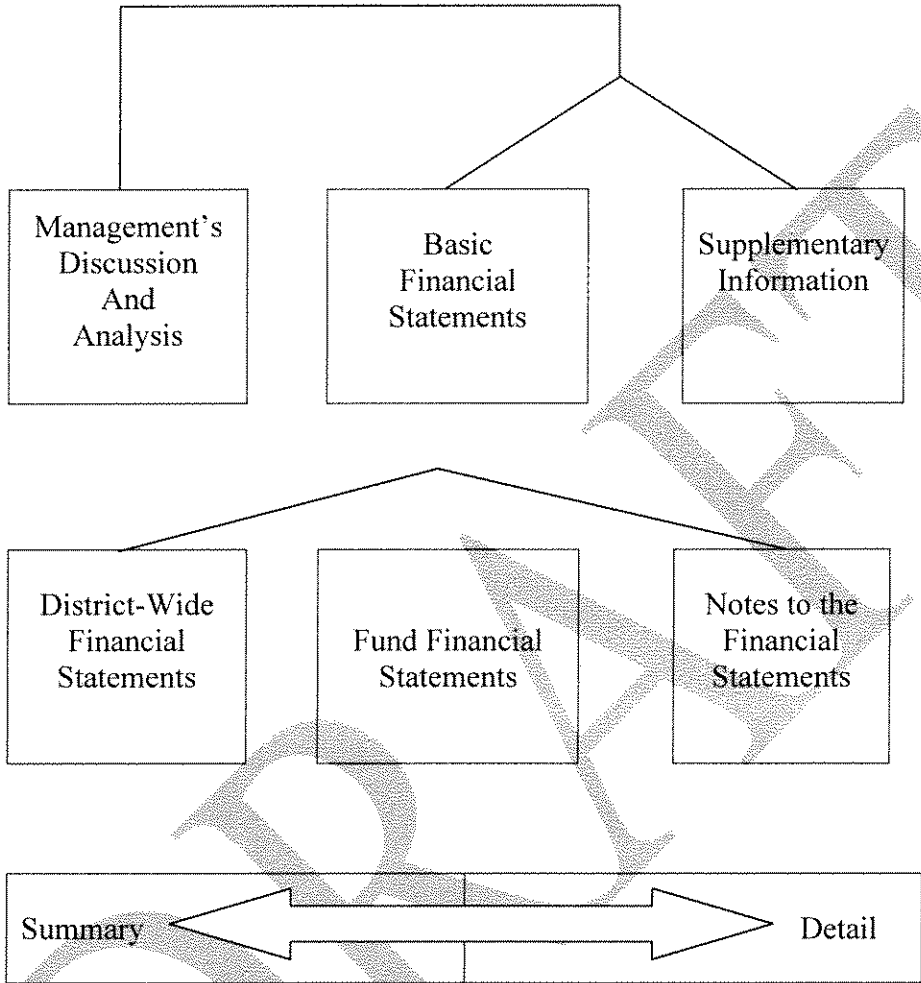 Management's
Discussion
And
Analysis
Basic
Financial
Statements
Supplementary
Information
District-Wide
Financial
Statements
Fund Financial
Statements
Notes to the
Financial
Statements
Summary
Detail
DRAFT